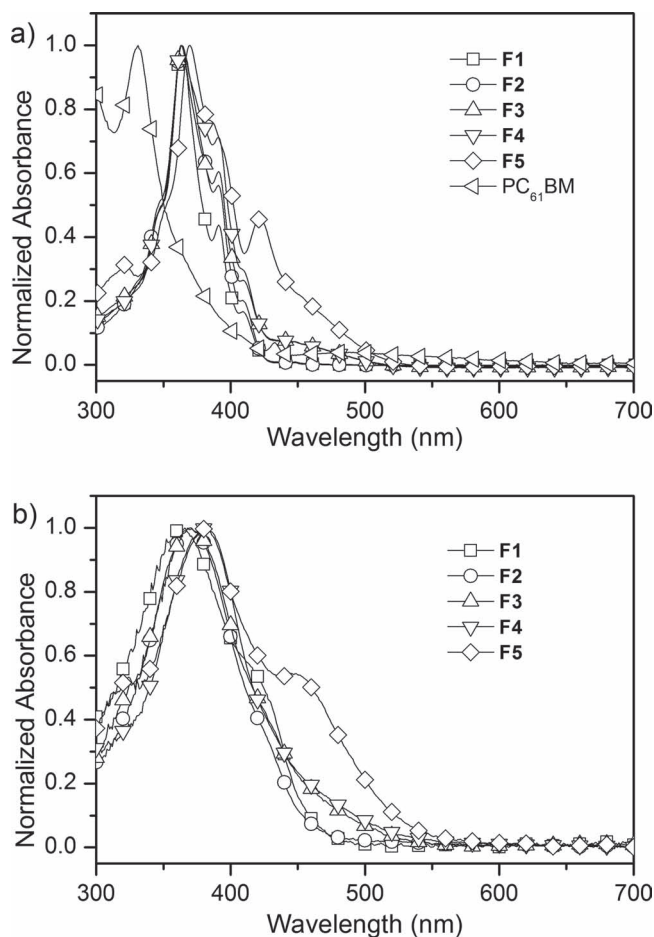 a)
F1
F2
F3
F4
F5
PC61BM
Normalized Absorbance
1.0
0.8
0.6
0.4
0.2
0.0
300 400 500 600 700
Wavelength (nm)
b)
F1
F2
F3
F4
F5
Normalized Absorbance
1.0
0.8
0.6
0.4
0.2
0.0
300 400 500 600 700
Wavelength (nm)